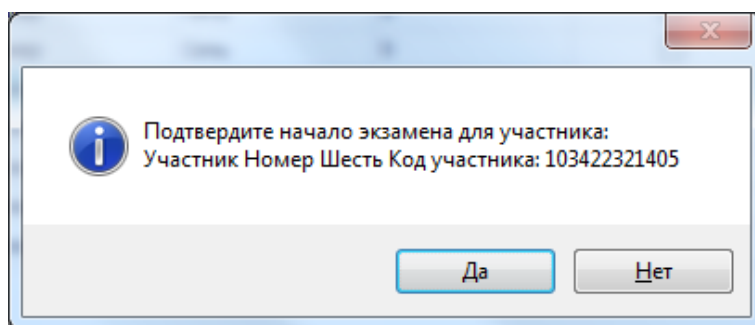 Подтвердите начало экзамена для участника:
Участник Номер Шесть Код участника: 103422321405
Да
Нет